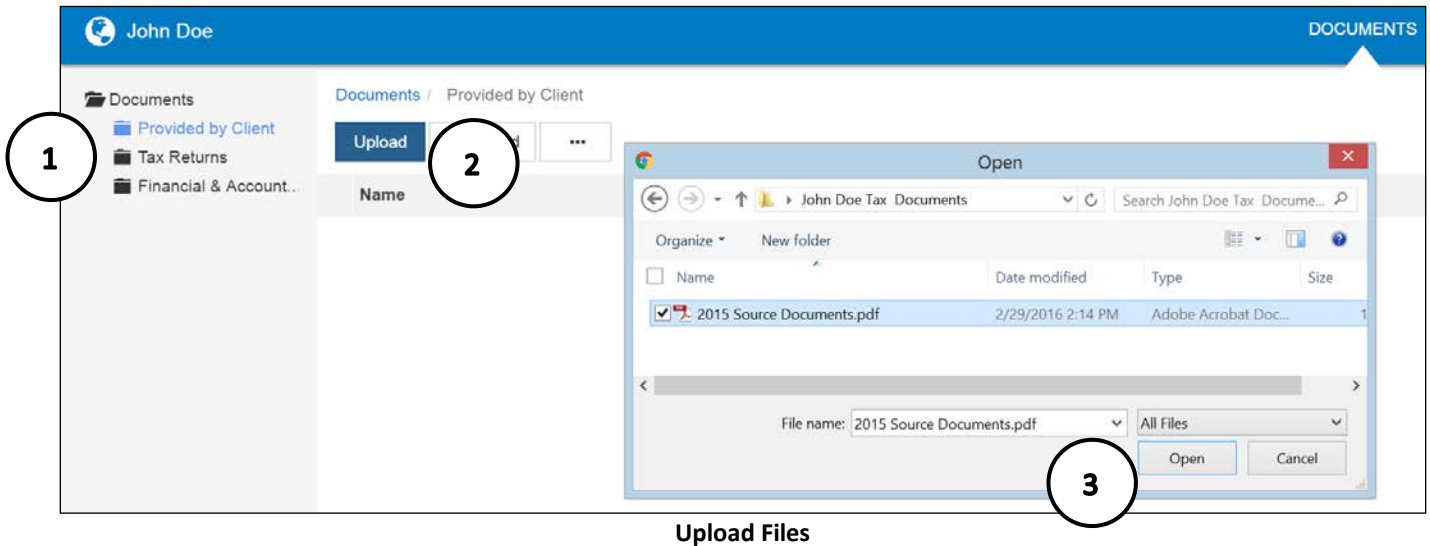 John Doe
DOCUMENTS
Documents
Provided by Client
Tax Returns
Financial & Account..
1
Documents / Provided by Client
Upload
2
...
Name
Open
John Doe Tax Documents
Search John Doe Tax Docume...
Organize
New folder
Name
Date modified
Type
Size
2015 Source Documents.pdf
2/29/2016 2:14 PM
Adobe Acrobat Doc...
1
File name:
2015 Source Documents.pdf
All Files
Open
Cancel
3
Upload Files